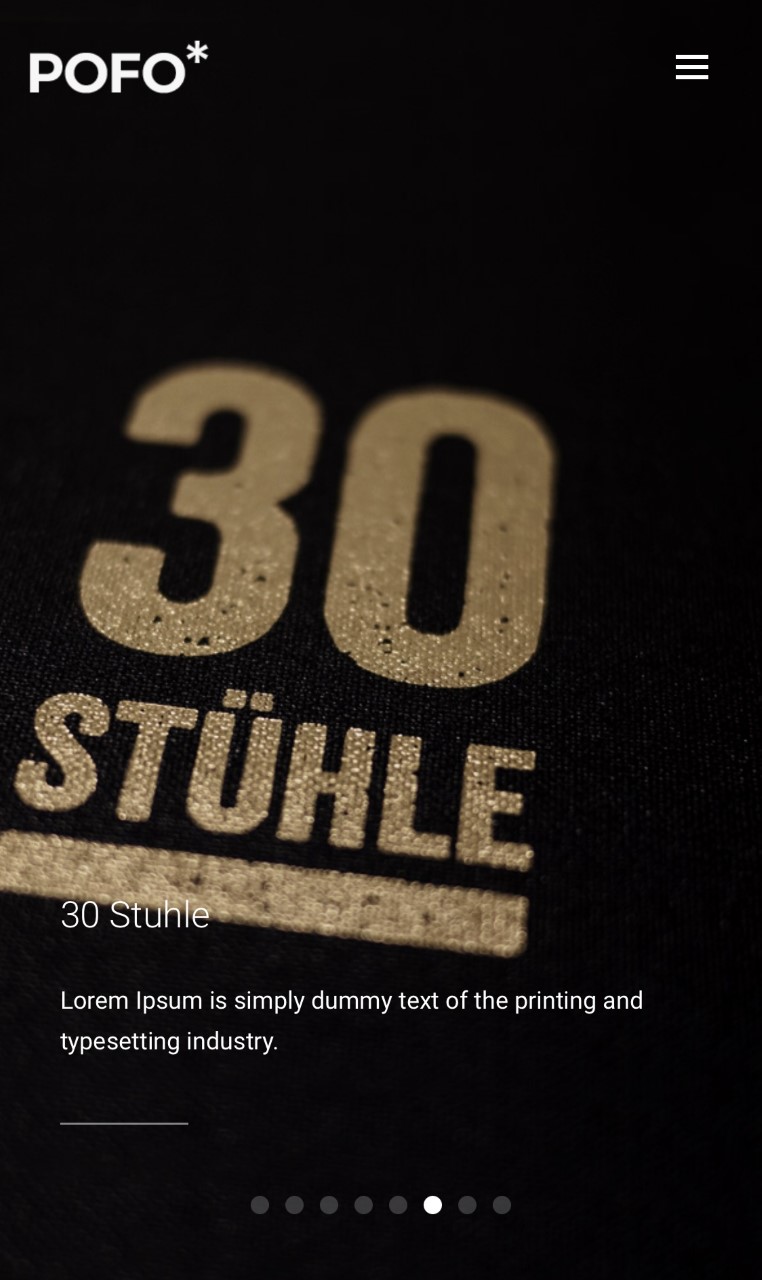 POFO*
30
STÜHLE
30 Stuhle
Lorem Ipsum is simply dummy text of the printing and
typesetting industry.